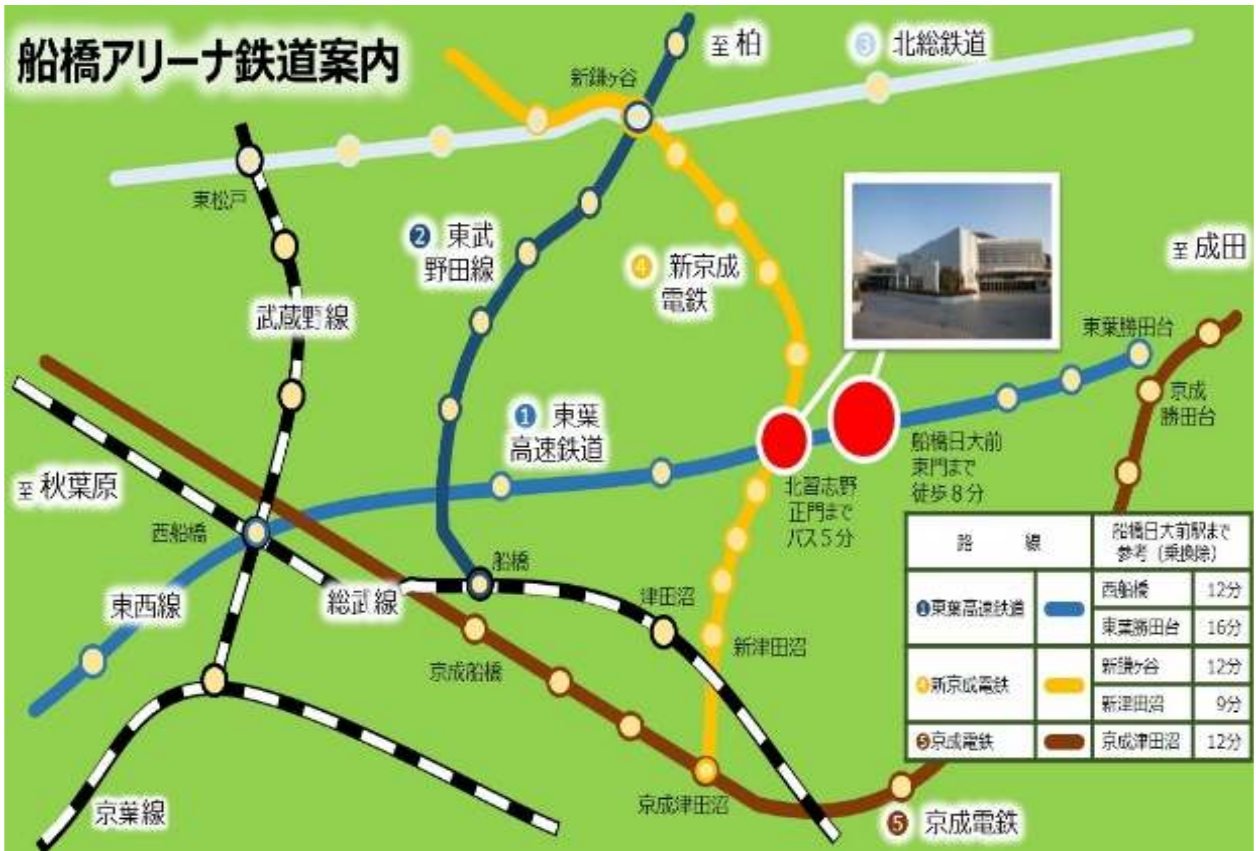 船橋アリーナ鉄道案内
至 柏
③ 北総鉄道
新鎌ヶ谷
東松戸
② 東武
野田線
④ 新京成
電鉄
至 成田
武蔵野線
東葉勝田台
京成
勝田台
① 東葉
高速鉄道
船橋日大前
東門まで
徒歩8分
北習志野
正門まで
バス5分
至 秋葉原
西船橋
船橋
東西線
総武線
津田沼
新津田沼
京成船橋
京成津田沼
京葉線
⑤ 京成電鉄
路 線
船橋日大前駅まで
参考(乗換除)
①東葉高速鉄道
西船橋 12分
東葉勝田台 16分
④新京成電鉄
新鎌ヶ谷 12分
新津田沼 9分
⑤京成電鉄
京成津田沼 12分